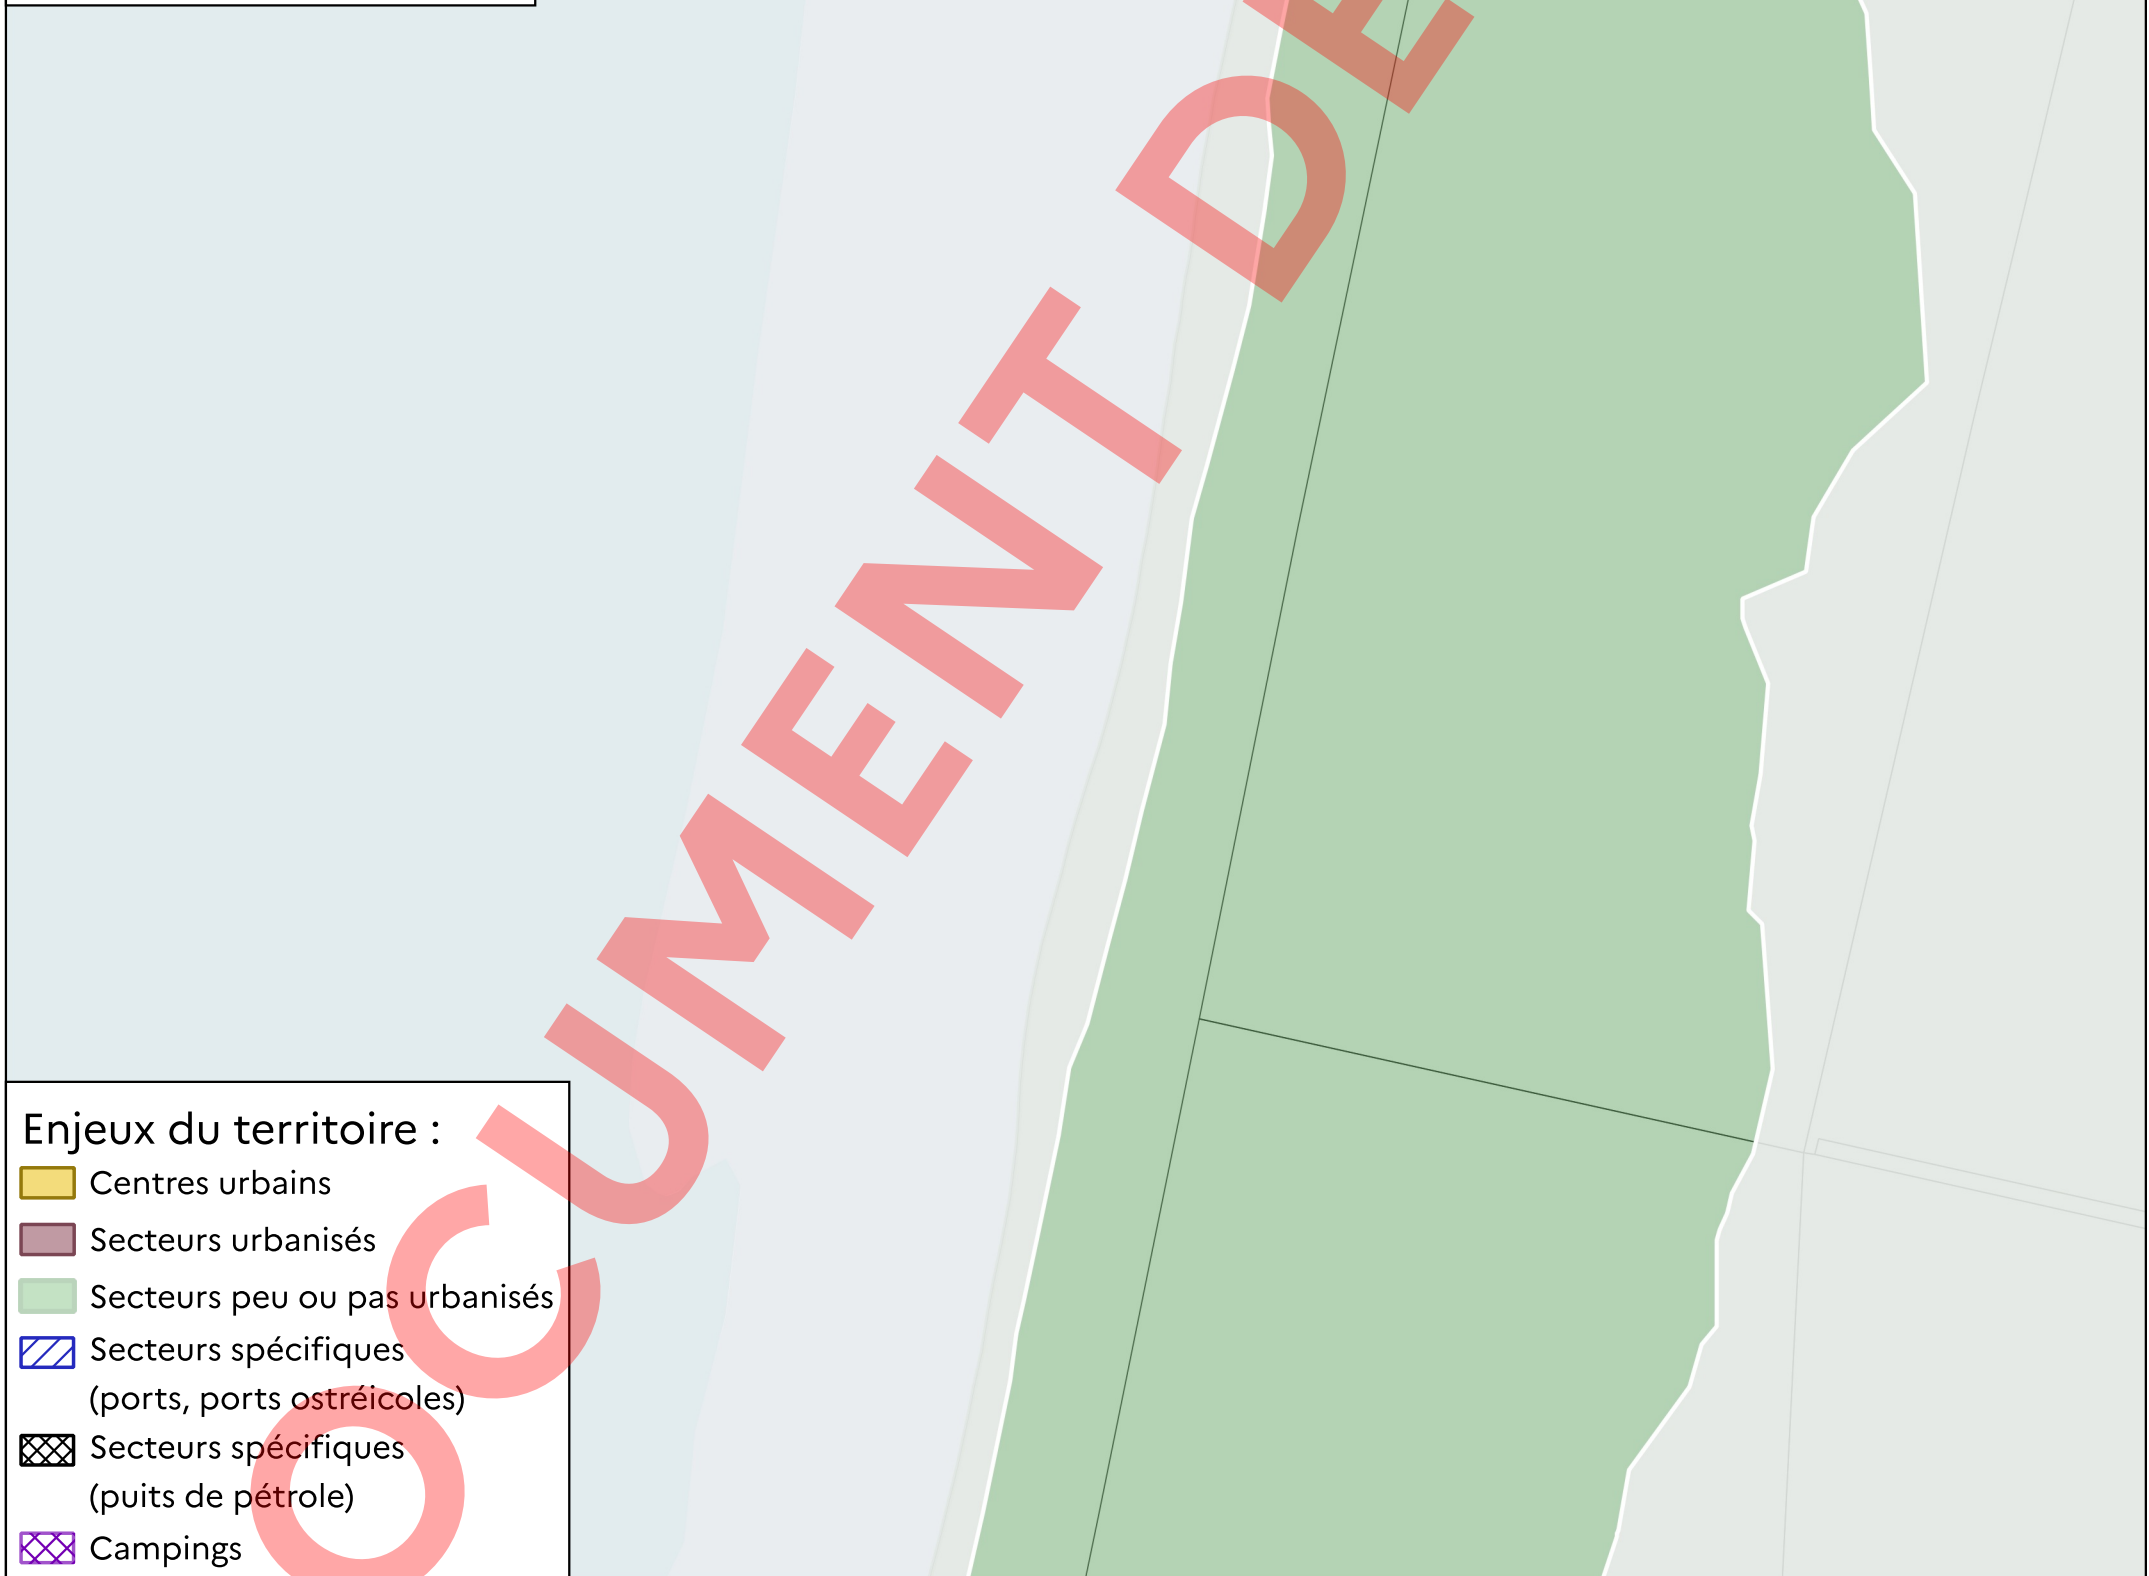 OCUMENT DE
Enjeux du territoire :
Centres urbains
Secteurs urbanisés
Secteurs peu ou pas urbanisés
Secteurs spécifiques
(ports, ports ostréicoles)
Secteurs spécifiques
(puits de pétrole)
Campings